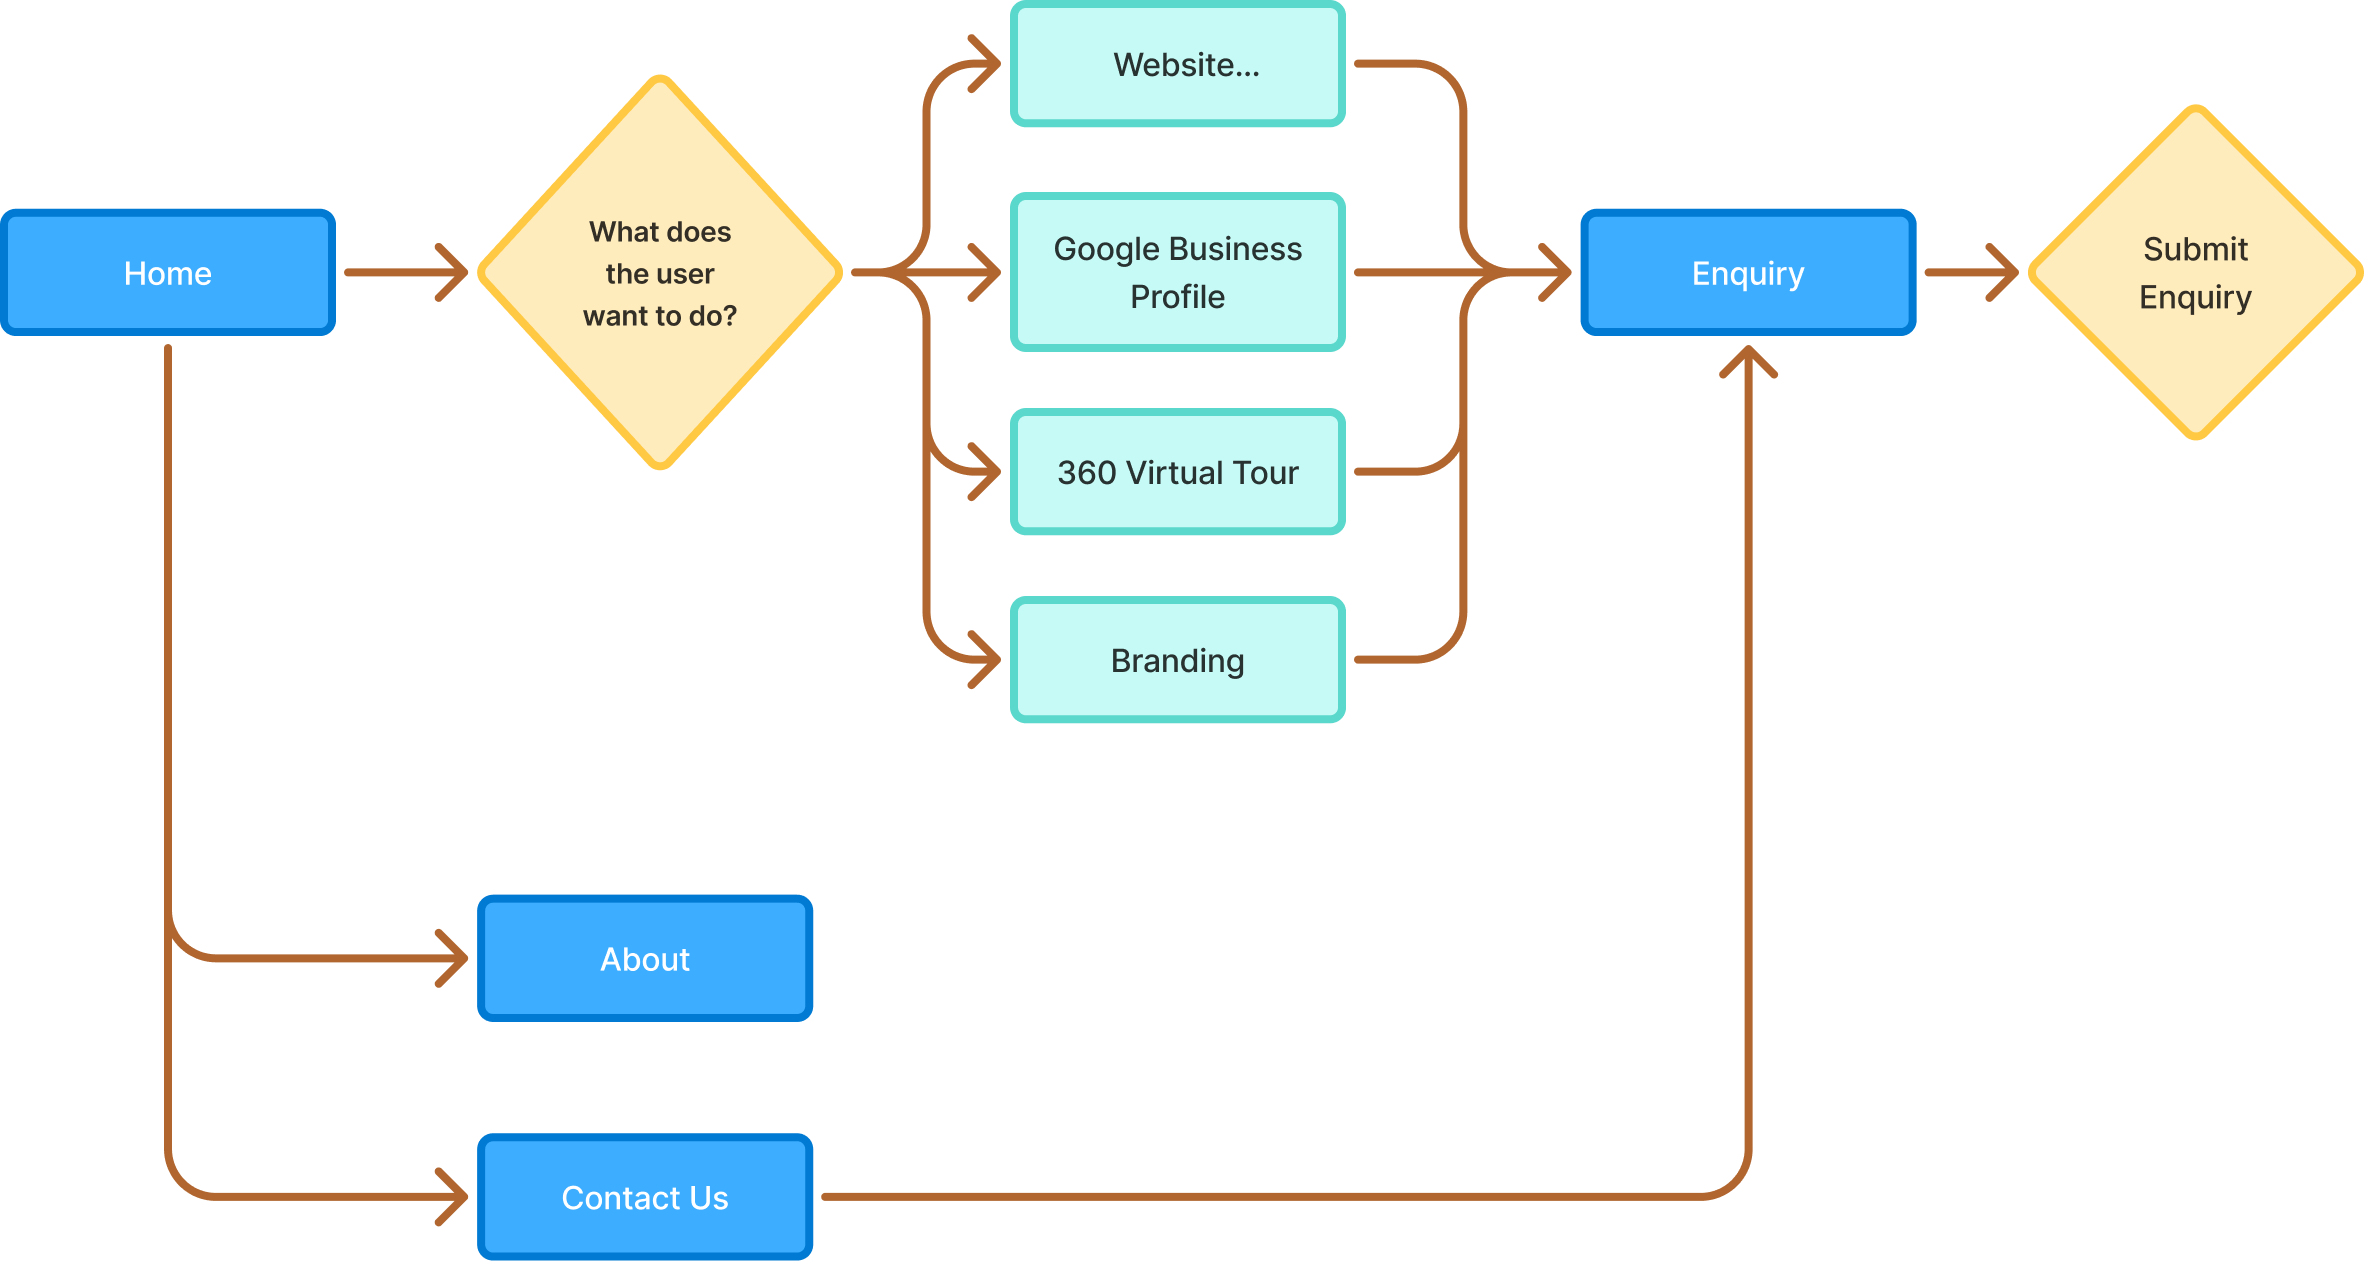 Home
What does
the user
want to do?
Website...
Google Business
Profile
360 Virtual Tour
Branding
Enquiry
Submit
Enquiry
About
Contact Us